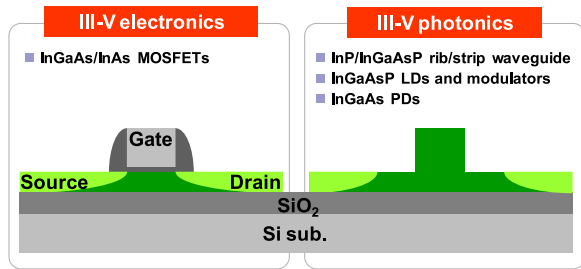 III-V electronics
InGaAs/InAs MOSFETs
Gate
Source
Drain
III-V photonics
InP/InGaAsP rib/strip waveguide
InGaAsP LDs and modulators
InGaAs PDs
SiO₂
Si sub.